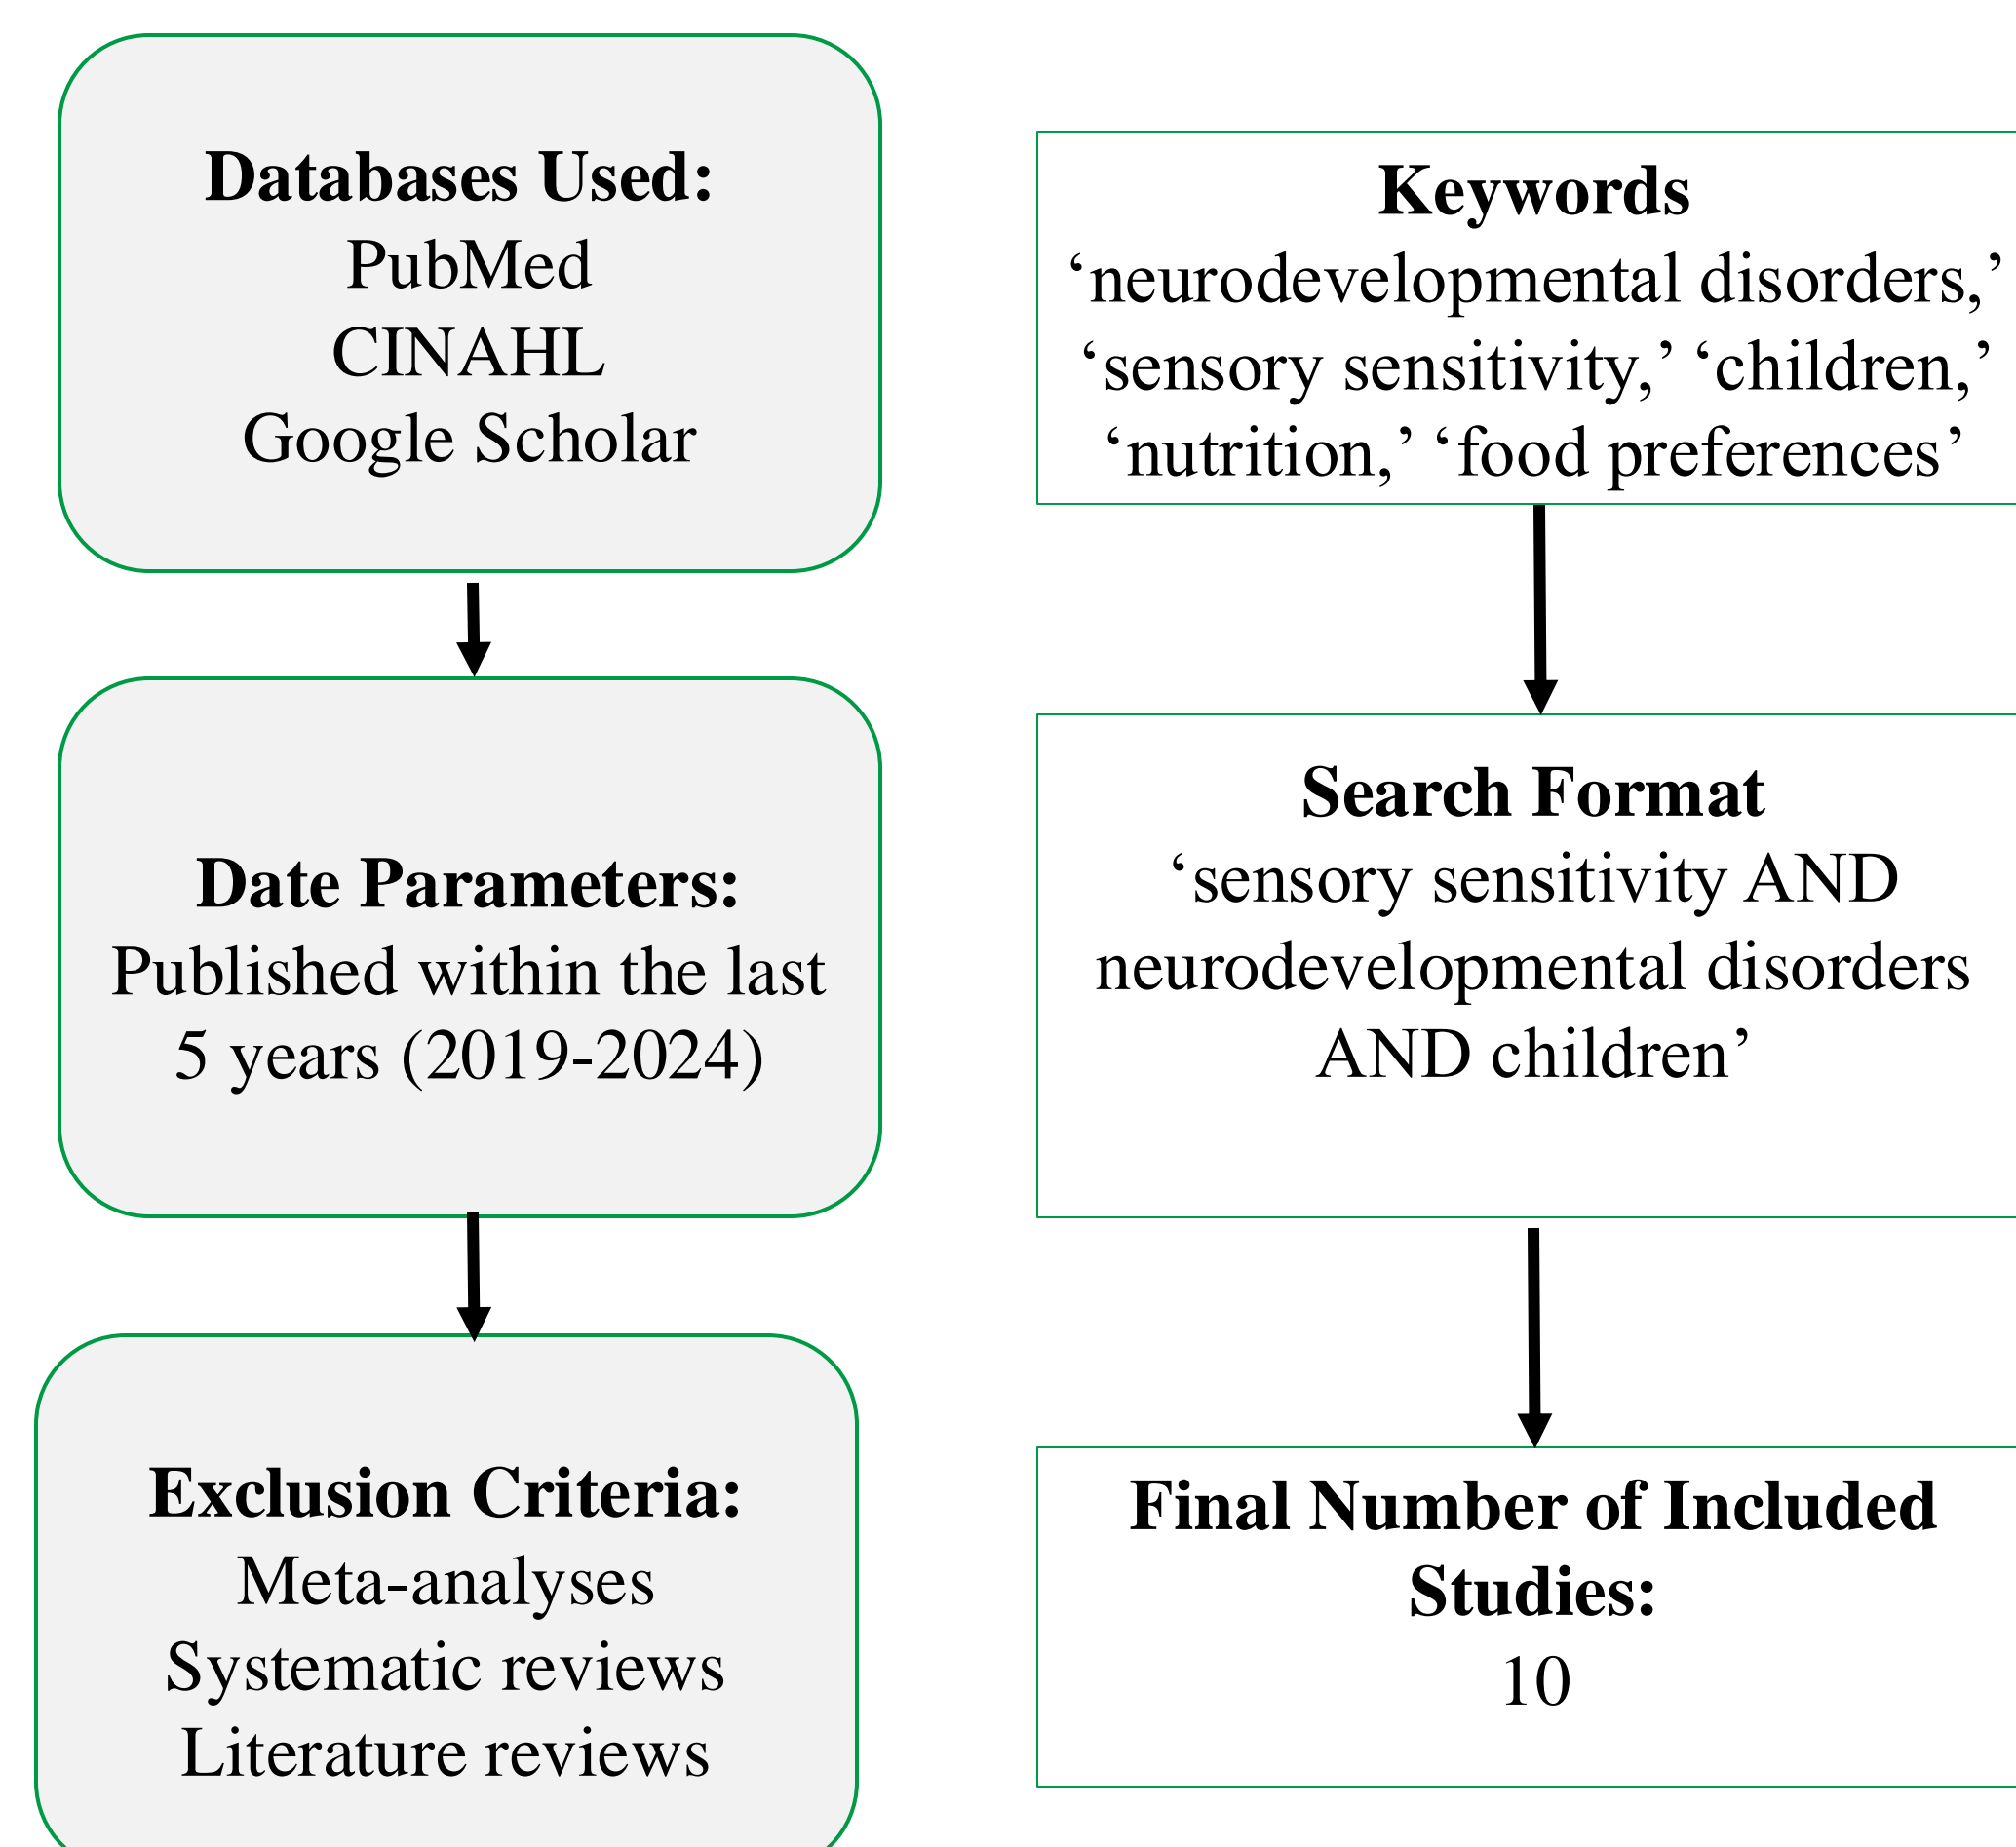 Databases Used:
PubMed
CINAHL
Google Scholar
Date Parameters:
Published within the last
5 years (2019-2024)
Exclusion Criteria:
Meta-analyses
Systematic reviews
Literature reviews
Keywords
‘neurodevelopmental disorders,’
‘sensory sensitivity,’ ‘children,’
‘nutrition,’ ‘food preferences’
Search Format
‘sensory sensitivity AND
neurodevelopmental disorders
AND children’
Final Number of Included
Studies:
10